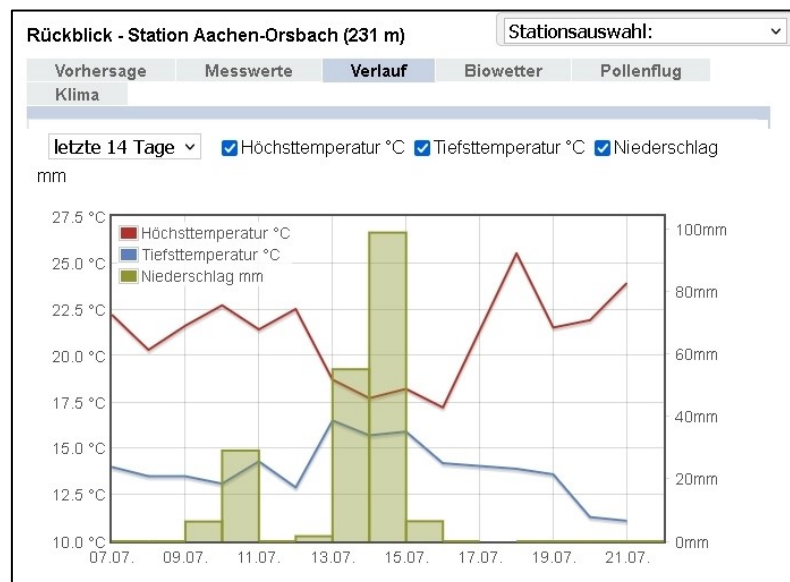 Rückblick - Station Aachen-Orsbach (231 m)
Stationsauswahl:
Vorhersage Messwerte Verlauf Biowetter Pollenflug
Klima
letzte 14 Tage Höchsttemperatur °C Tiefsttemperatur °C Niederschlag
mm
27.5 °C
25.0 °C
22.5 °C
20.0 °C
17.5 °C
15.0 °C
12.5 °C
10.0 °C
Höchsttemperatur °C
Tiefsttemperatur °C
Niederschlag mm
100mm
80mm
60mm
40mm
20mm
0mm
07.07. 09.07. 11.07. 13.07. 15.07. 17.07. 19.07. 21.07.